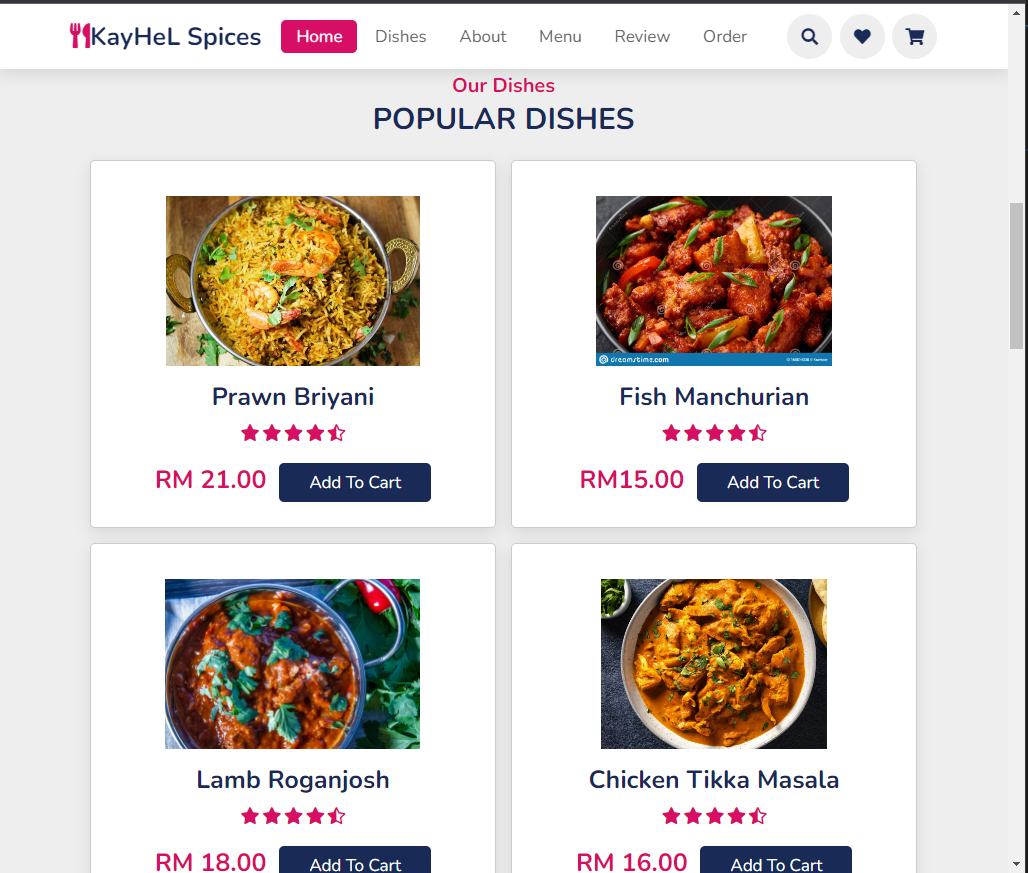 KayHeL Spices Home Dishes About Menu Review Order
Our Dishes
POPULAR DISHES
dreamstime.com
Prawn Briyani
Fish Manchurian
RM 21.00 Add To Cart
RM15.00 Add To Cart
Lamb Roganjosh
Chicken Tikka Masala
RM 18.00 Add To Cart
RM 16.00 Add To Cart